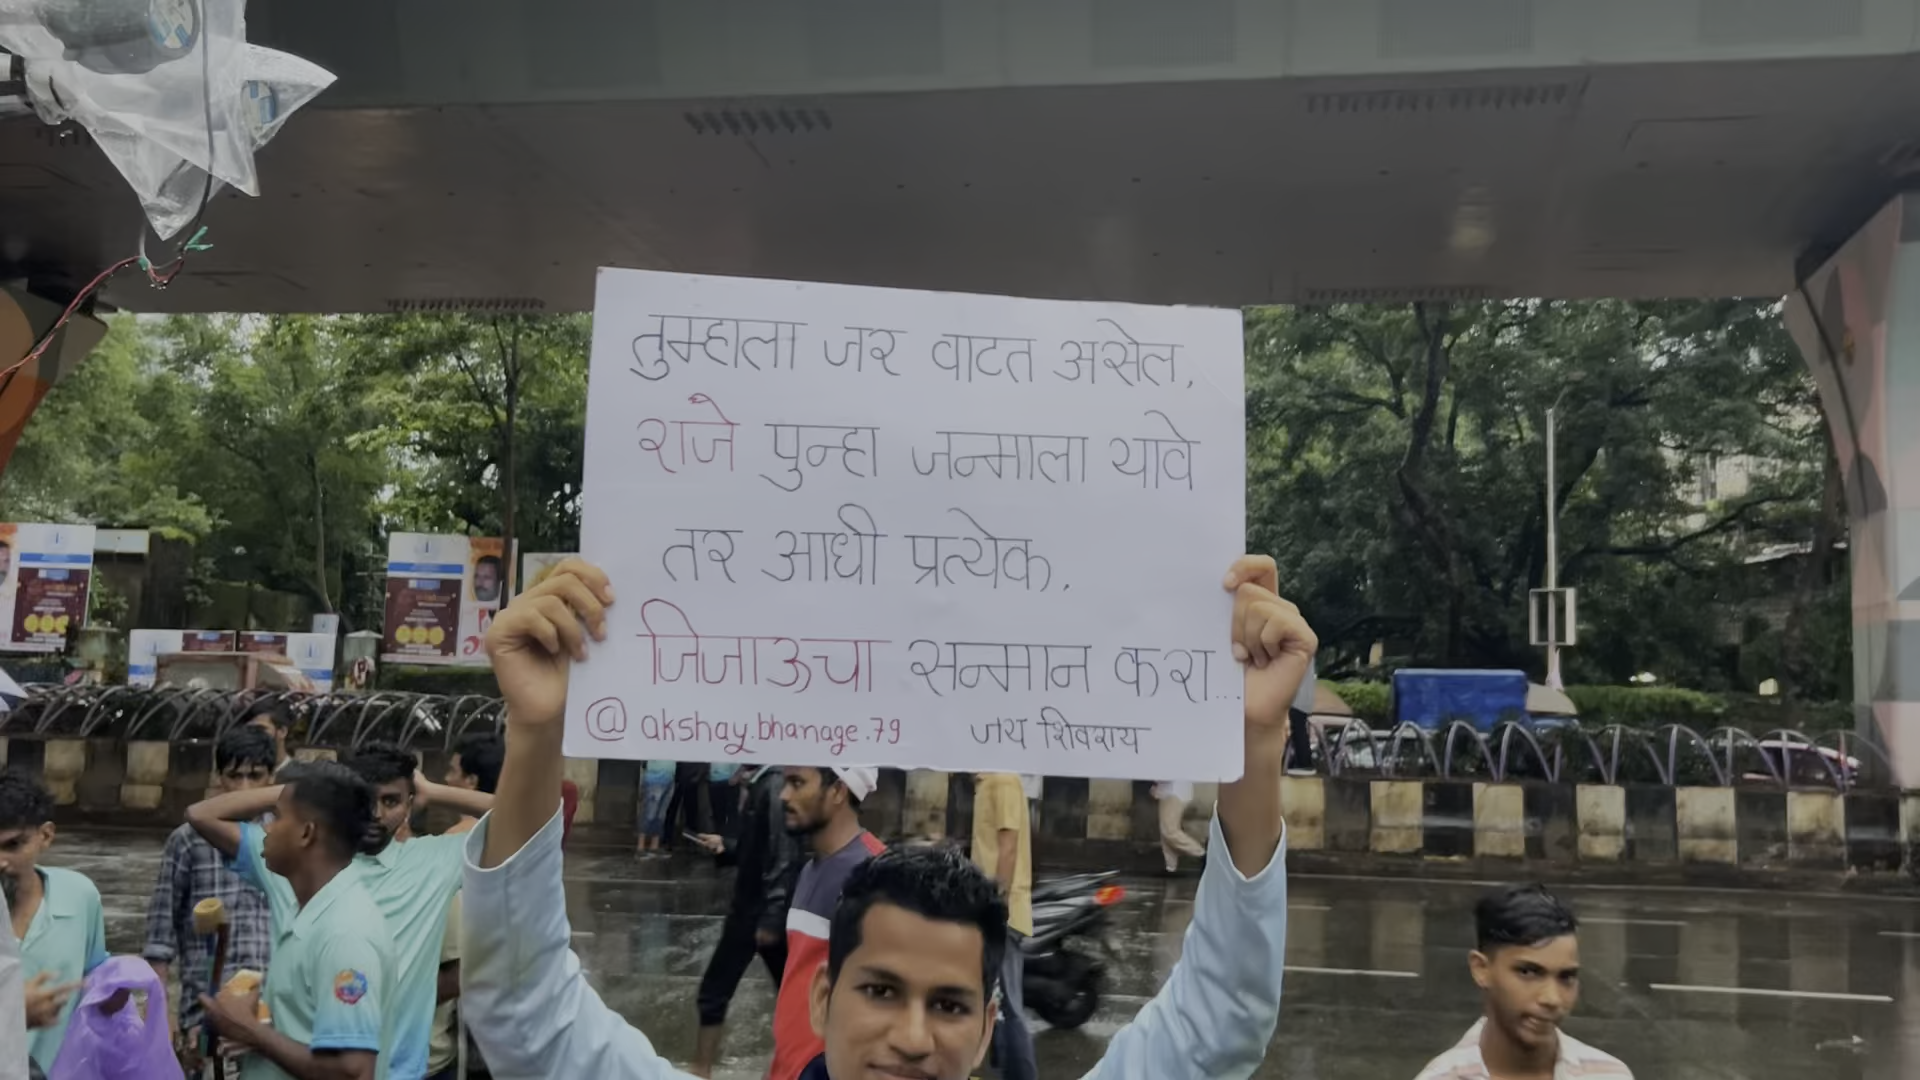 तुम्हाला जर वाटत असेल,
राजे पुन्हा जन्माला यावे
तर आधी प्रत्येक,
जिजाऊचा सन्मान करा...
@akshay.bhanage.79 जय शिवराय